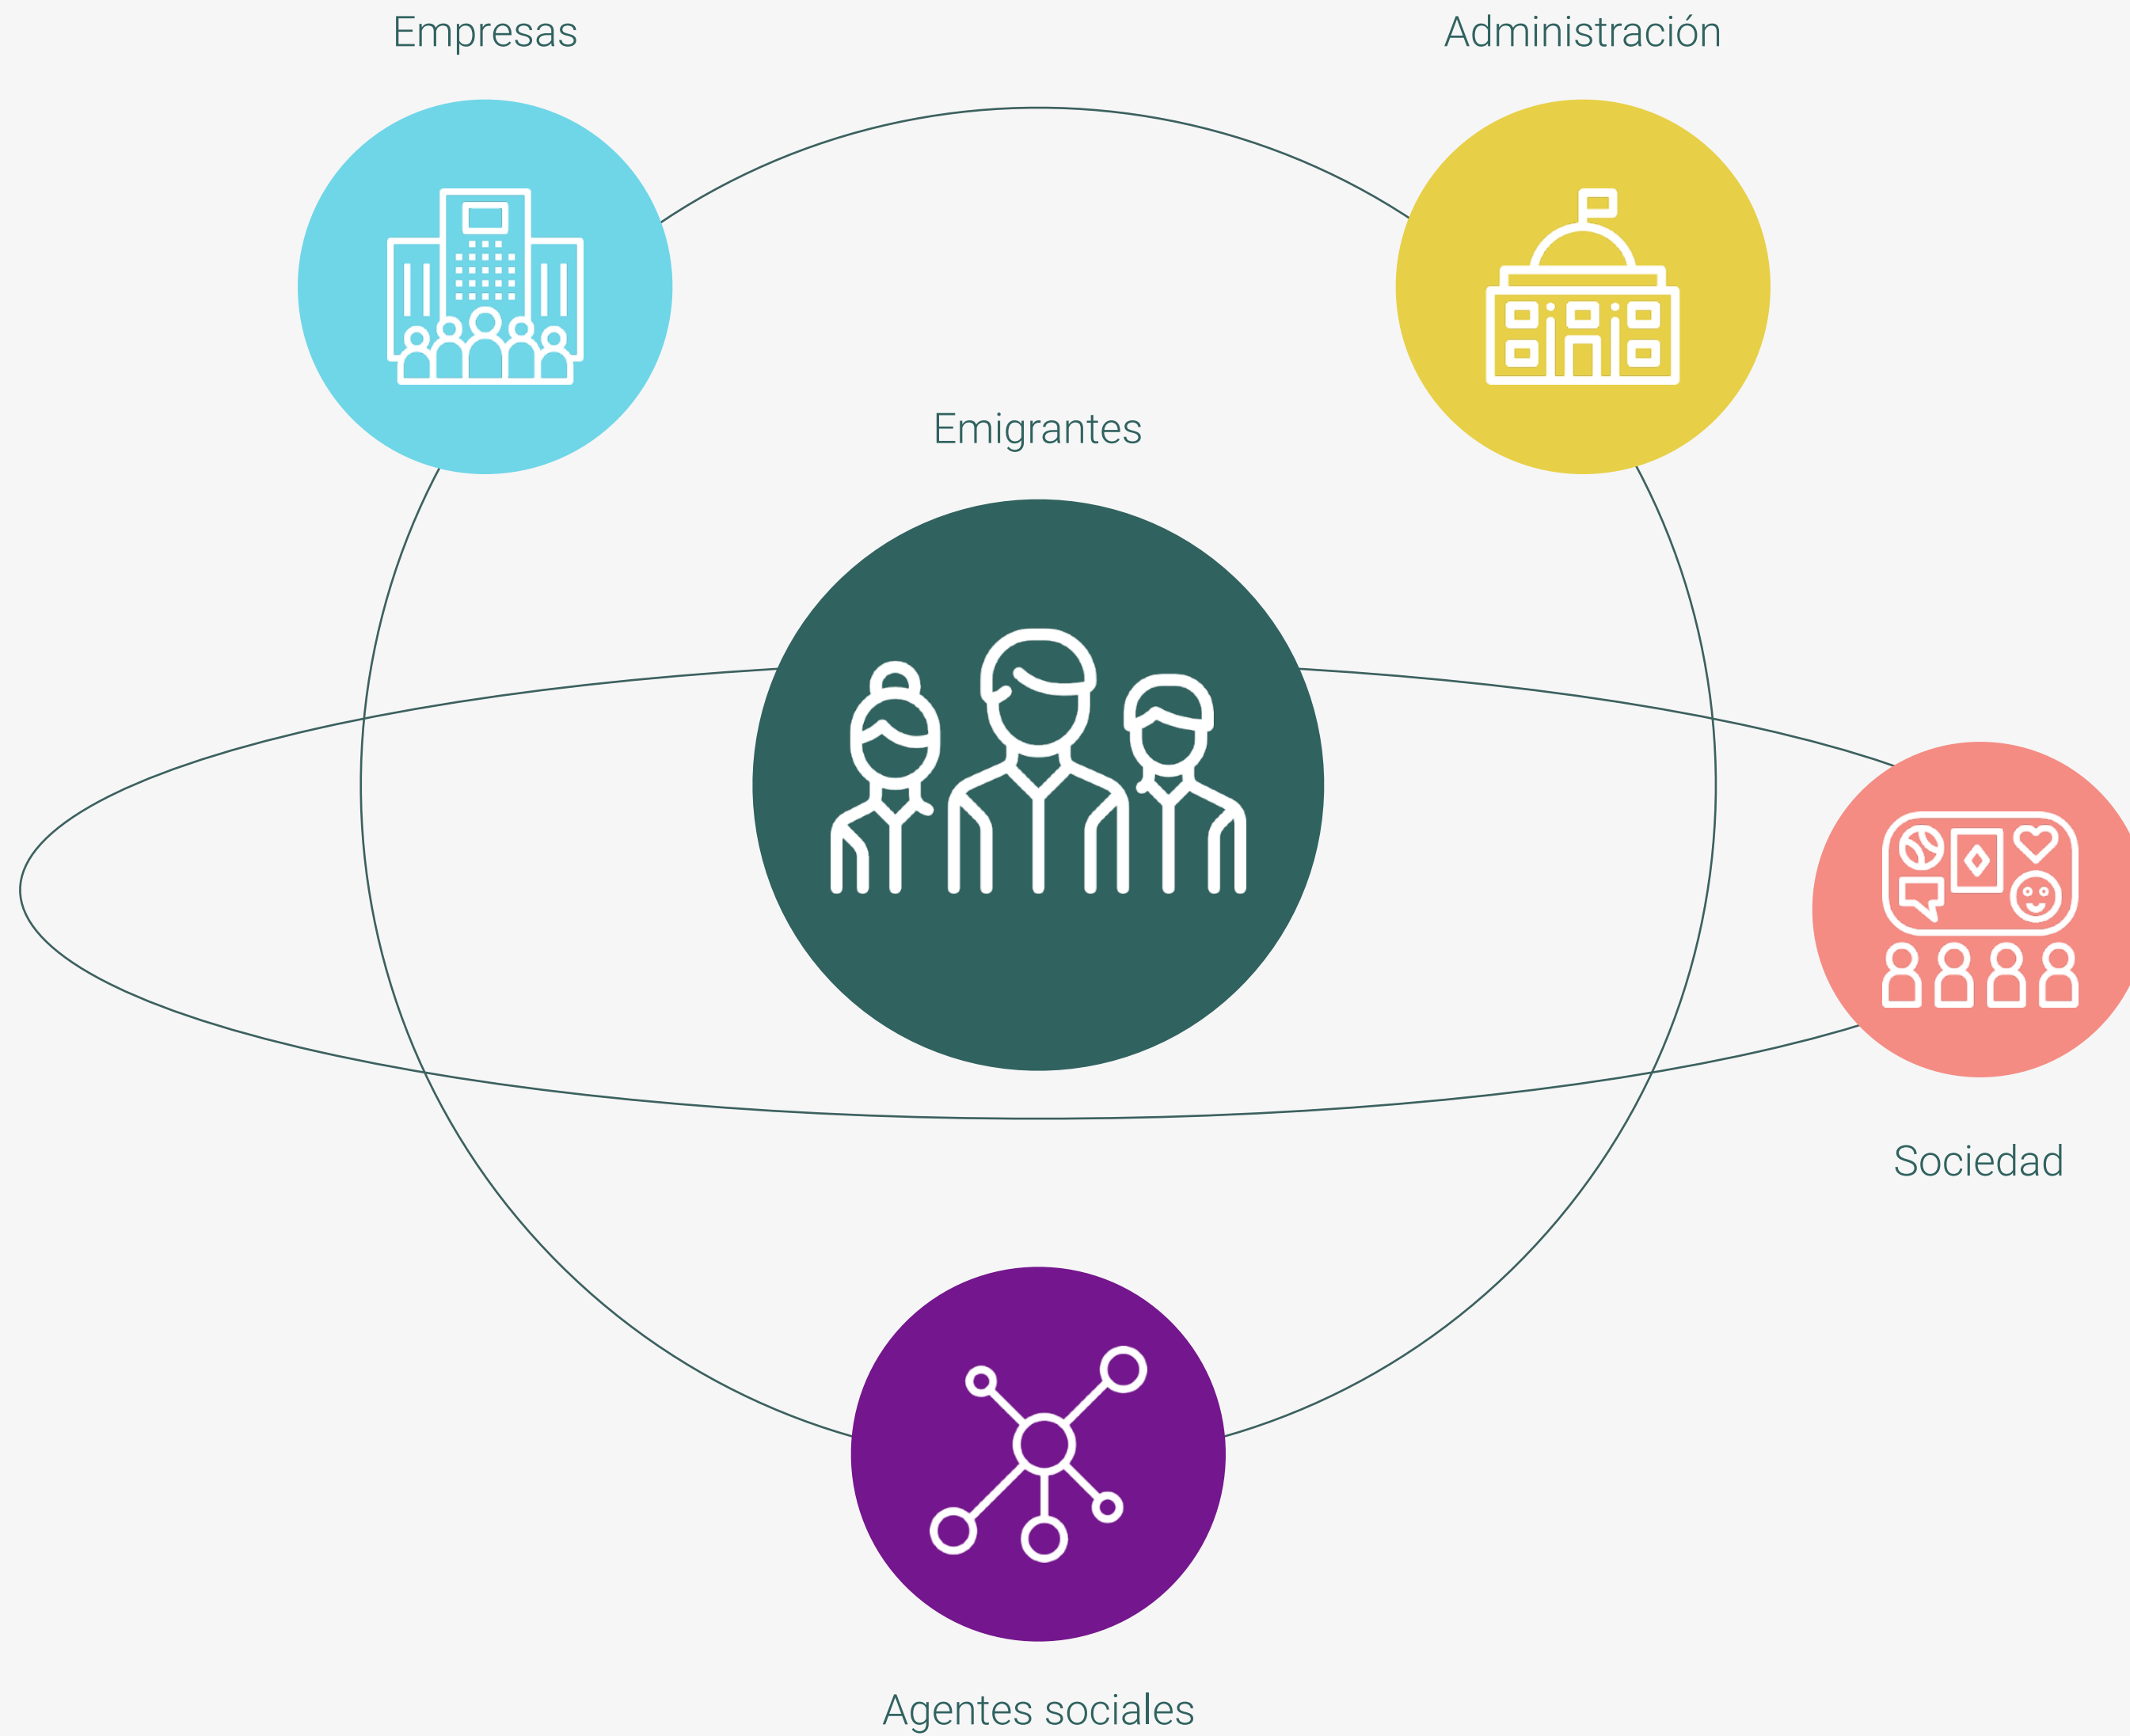 Empresas
Administración
Emigrantes
Sociedad
Agentes sociales